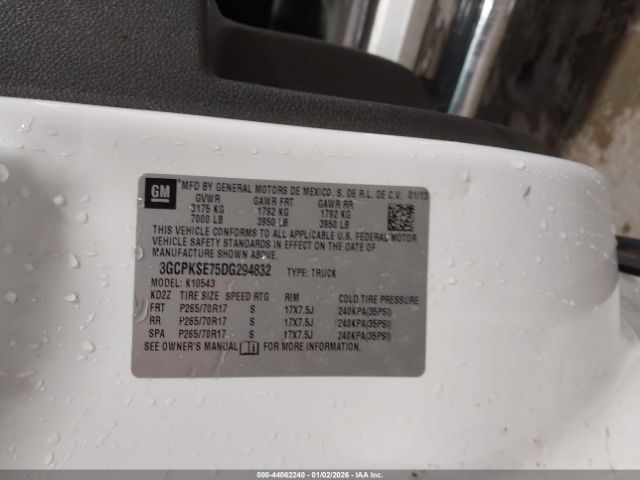 GM
*MFD BY GENERAL MOTORS DE MEXICO, S. DE R.L. DE C.V. 01/13
GVWR GAWR FRT GAWR RR
3175 KG 1792 KG 1792 KG
7000 LB 3950 LB 3950 LB
THIS VEHICLE CONFORMS TO ALL APPLICABLE U.S. FEDERAL MOTOR
VEHICLE SAFETY STANDARDS IN EFFECT ON THE DATE OF
MANUFACTURE SHOWN ABOVE.
3GCPKSE75DG294832 TYPE: TRUCK
MODEL: K10543
KD2Z TIRE SIZE SPEED RTG RIM COLD TIRE PRESSURE
FRT P265/70R17 S 17X7.5J 240KPA(35PSI)
RR P265/70R17 S 17X7.5J 240KPA(35PSI)
SPA P265/70R17 S 17X7.5J 240KPA(35PSI)
SEE OWNER'S MANUAL FOR MORE INFORMATION.
000-44062240 - 01/02/2026 - Copyright © IAA, LLC. All Rights Reserved